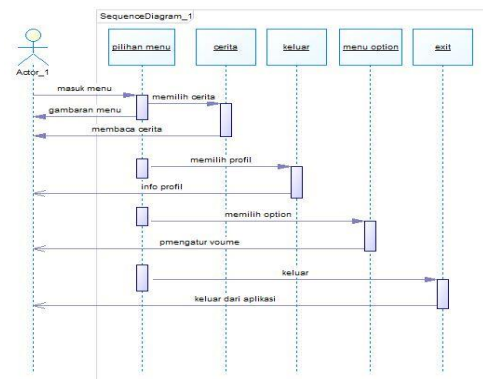 SequenceDiagram_1
pilihan menu
cerita
keluar
menu option
exit
Actor_1
masuk menu
memilih cerita
gambaran menu
membaca cerita
memilih profil
info profil
memilih option
pmengatur voume
keluar
keluar dari aplikasi